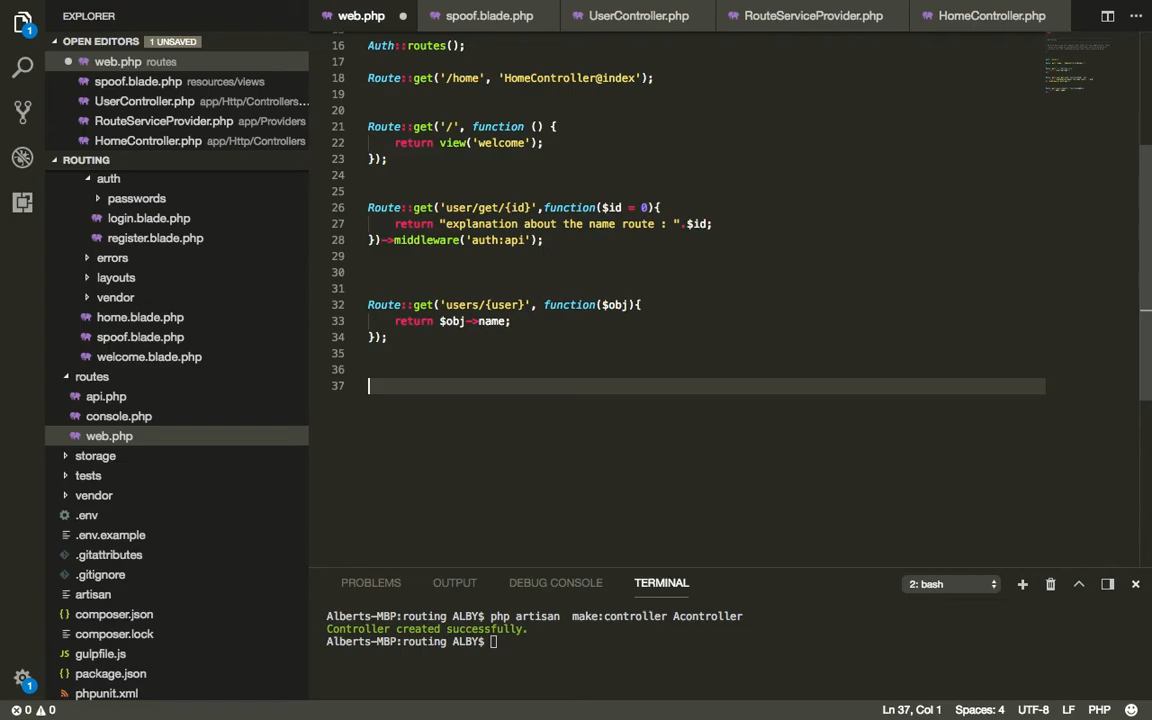 EXPLORER
web.php
spoof.blade.php
UserController.php
RouteServiceProvider.php
HomeController.php
1
OPEN EDITORS 1 UNSAVED
web.php routes
spoof.blade.php resources/views
UserController.php app/Http/Controllers...
RouteServiceProvider.php app/Providers
HomeController.php app/Http/Controllers
ROUTING
auth
passwords
login.blade.php
register.blade.php
errors
layouts
vendor
home.blade.php
spoof.blade.php
welcome.blade.php
routes
api.php
console.php
web.php
storage
tests
vendor
.env
.env.example
.gitattributes
.gitignore
artisan
composer.json
composer.lock
gulpfile.js
package.json
phpunit.xml
1
16 Auth::routes();
17
18 Route::get('/home', 'HomeController@index');
19
20
21 Route::get('/', function () {
22 return view('welcome');
23 });
24
25
26 Route::get('user/get/{id}',function($id = 0){
27 return "explanation about the name route : ".$id;
28 })->middleware('auth:api');
29
30
31
32 Route::get('users/{user}', function($obj){
33 return $obj->name;
34 });
35
36
37
PROBLEMS OUTPUT DEBUG CONSOLE TERMINAL 2: bash
Alberts-MBP:routing ALBY$ php artisan  make:controller Acontroller
Controller created successfully.
Alberts-MBP:routing ALBY$
0 0 Ln 37, Col 1 Spaces: 4 UTF-8 LF PHP